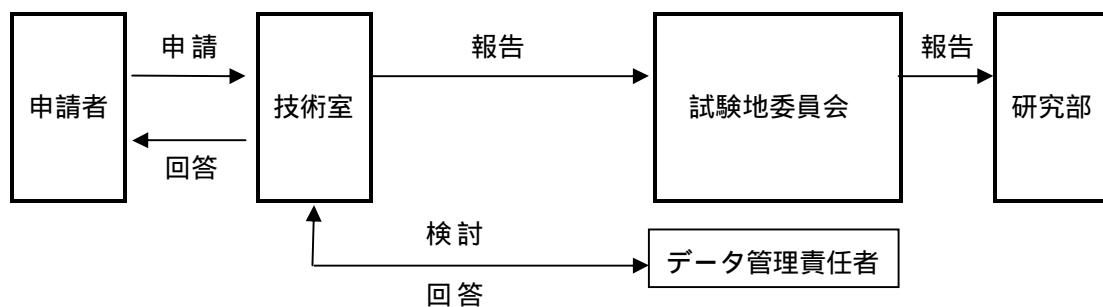 申請
報告
報告
申請者
技術室
試験地委員会
研究部
回答
検討
データ管理責任者
回答